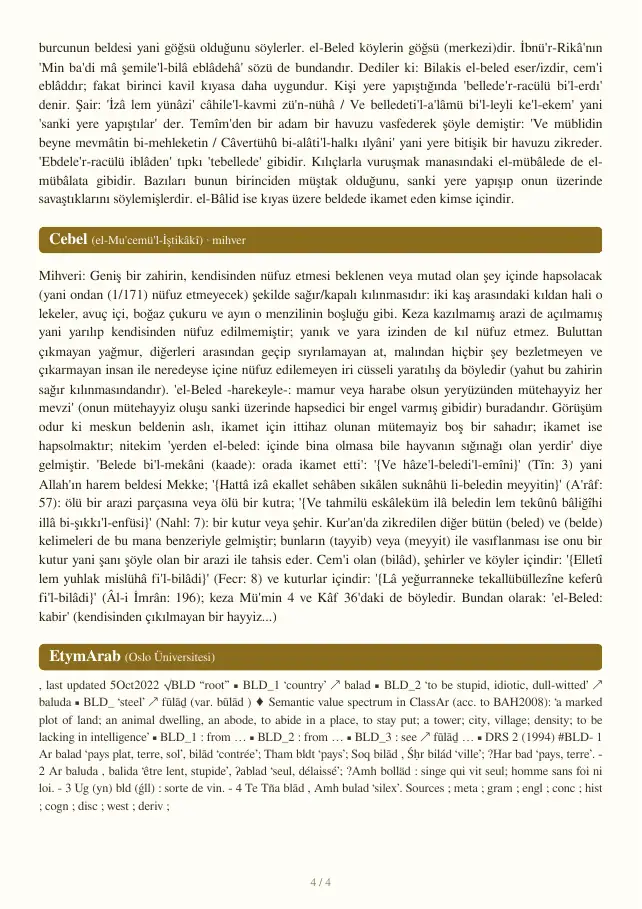 burcunun beldesi yani göğsü olduğunu söylerler. el-Beled köylerin göğsü (merkezi)dir. İbnü'r-Rikâ'nın
'Min ba'di mâ şemile'l-bilâ eblâdehâ' sözü de bundandır. Dediler ki: Bilakis el-beled eser/izdir, cem'i
eblâddır; fakat birinci kavil kıyasa daha uygundur. Kişi yere yapıştığında 'bellede'r-racülü bi'l-erdı'
denir. Şair: 'İzâ lem yünâzi' câhile'l-kavmi zü'n-nühâ / Ve belledeti'l-a'lâmü bi'l-leyli ke'l-ekem' yani
'sanki yere yapıştılar' der. Temîm'den bir adam bir havuzu vasfederek şöyle demiştir: 'Ve müblidin
beyne mevmâtin bi-mehleketin / Câvertühû bi-alâti'l-halkı ılyâni' yani yere bitişik bir havuzu zikreder.
'Ebdele'r-racülü iblâden' tıpkı 'tebellede' gibidir. Kılıçlarla vuruşmak manasındaki el-mübâlede de el-
mübâlata gibidir. Bazıları bunun birinciden müştak olduğunu, sanki yere yapışıp onun üzerinde
savaştıklarını söylemişlerdir. el-Bâlid ise kıyas üzere beldede ikamet eden kimse içindir.
Cebel (el-Mu'cemü'l-İştikâkî) · mihver
Mihveri: Geniş bir zahirin, kendisinden nüfuz etmesi beklenen veya mutad olan şey içinde hapsolacak
(yani ondan (1/171) nüfuz etmeyecek) şekilde sağır/kapalı kılınmasıdır: iki kaş arasındaki kıldan hali o
lekeler, avuç içi, boğaz çukuru ve ayın o menzilinin boşluğu gibi. Keza kazılmamış arazi de açılmamış
yani yarılıp kendisinden nüfuz edilmemiştir; yanık ve yara izinden de kıl nüfuz etmez. Buluttan
çıkmayan yağmur, diğerleri arasından geçip sıyrılamayan at, malından hiçbir şey bezletmeyen ve
çıkarmayan insan ile neredeyse içine nüfuz edilemeyen iri cüsseli yaratılış da böyledir (yahut bu zahirin
sağır kılınmasındandır). 'el-Beled -harekeyle-: mamur veya harabe olsun yeryüzünden mütehayyiz her
mevzi' (onun mütehayyiz oluşu sanki üzerinde hapsedici bir engel varmış gibidir) buradandır. Görüşüm
odur ki meskun beldenin aslı, ikamet için ittihaz olunan mütemayiz boş bir sahadır; ikamet ise
hapsolmaktır; nitekim 'yerden el-beled: içinde bina olmasa bile hayvanın sığınağı olan yerdir' diye
gelmiştir. 'Belede bi'l-mekâni (kaade): orada ikamet etti': '{Ve hâze'l-beledi'l-emîni}' (Tîn: 3) yani
Allah'ın harem beldesi Mekke; '{Hattâ izâ ekallet sehâben sıkâlen suknâhü li-beledin meyyitin}' (A'râf:
57): ölü bir arazi parçasına veya ölü bir kutra; '{Ve tahmilü eskâleküm ilâ beledin lem tekûnû bâliğîhi
illâ bi-şıkkı'l-enfüsi}' (Nahl: 7): bir kutur veya şehir. Kur'an'da zikredilen diğer bütün (beled) ve (belde)
kelimeleri de bu mana benzeriyle gelmiştir; bunların (tayyib) veya (meyyit) ile vasıflanması ise onu bir
kutur yani şanı şöyle olan bir arazi ile tahsis eder. Cem'i olan (bilâd), şehirler ve köyler içindir: '{Elletî
lem yuhlak mislühâ fi'l-bilâdi}' (Fecr: 8) ve kuturlar içindir: '{Lâ yeğurranneke tekallübüllezîne keferû
fi'l-bilâdi}' (Âl-i İmrân: 196); keza Mü'min 4 ve Kâf 36'daki de böyledir. Bundan olarak: 'el-Beled:
kabir' (kendisinden çıkılmayan bir hayyiz...)
EtymArab (Oslo Üniversitesi)
, last updated 5Oct2022 √BLD “root” ▪ BLD_1 ‘country’ ↗ balad ▪ BLD_2 ‘to be stupid, idiotic, dull-witted’ ↗
baluda ▪ BLD_ ‘steel’ ↗ fūlāḏ (var. būlād ) ♦ Semantic value spectrum in ClassAr (acc. to BAH2008): ‘a marked
plot of land; an animal dwelling, an abode, to abide in a place, to stay put; a tower; city, village; density; to be
lacking in intelligence’ ▪ BLD_1 : from … ▪ BLD_2 : from … ▪ BLD_3 : see ↗ fūlāḏ … ▪ DRS 2 (1994) #BLD- 1
Ar balad ‘pays plat, terre, sol’, bilād ‘contrée’; Tham bldt ‘pays’; Soq bilād , Śḥr bilád ‘ville’; ?Har bad ‘pays, terre’. -
2 Ar baluda , balida ‘être lent, stupide’, ʔablad ‘seul, délaissé’; ?Amh bollād : singe qui vit seul; homme sans foi ni
loi. - 3 Ug (yn) bld (ġll) : sorte de vin. - 4 Te Tña blād , Amh bulad ‘silex’. Sources ; meta ; gram ; engl ; conc ; hist
; cogn ; disc ; west ; deriv ;
4 / 4